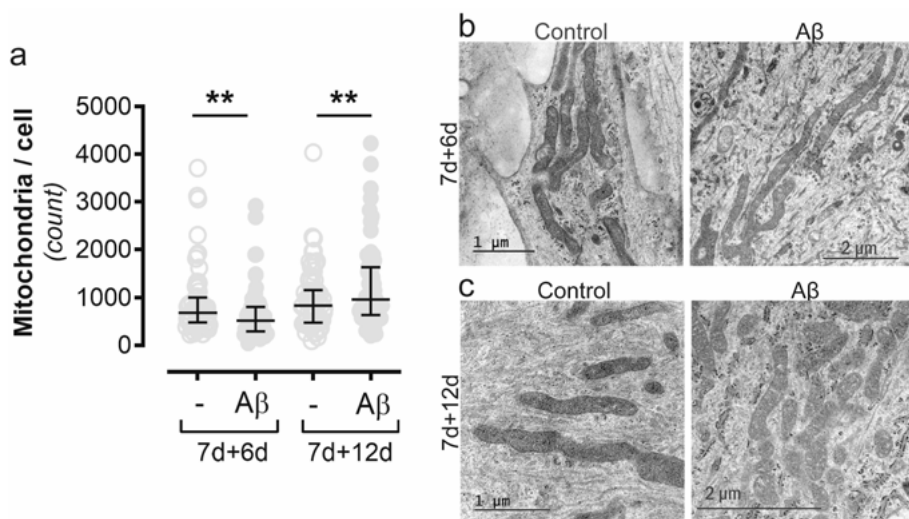 a
Mitochondria / cell
(count)
5000
4000
3000
2000
1000
0
** **
- Aβ - Aβ
7d+6d 7d+12d
b
Control Aβ
7d+6d
1 µm 2 µm
c
Control Aβ
7d+12d
1 µm 2 µm